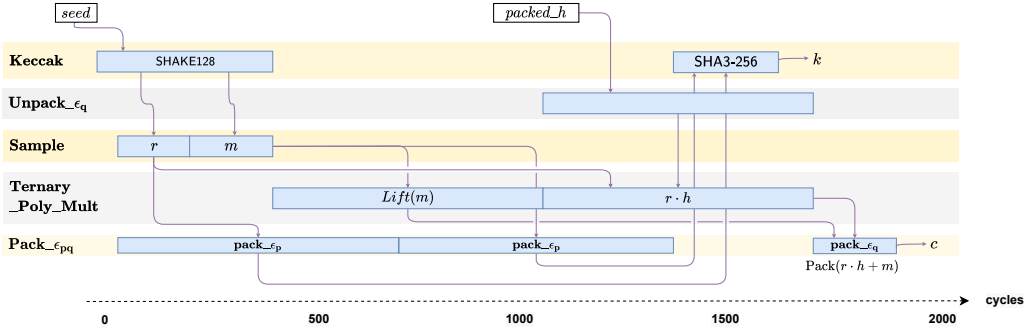 seed
packed_h
Keccak
SHAKE128
SHA3-256
k
Unpack_ϵq
Sample
r
m
Ternary
_Poly_Mult
Lift(m)
r · h
Pack_ϵpq
pack_ϵp
pack_ϵp
pack_ϵq
c
Pack(r · h + m)
cycles
0
500
1000
1500
2000